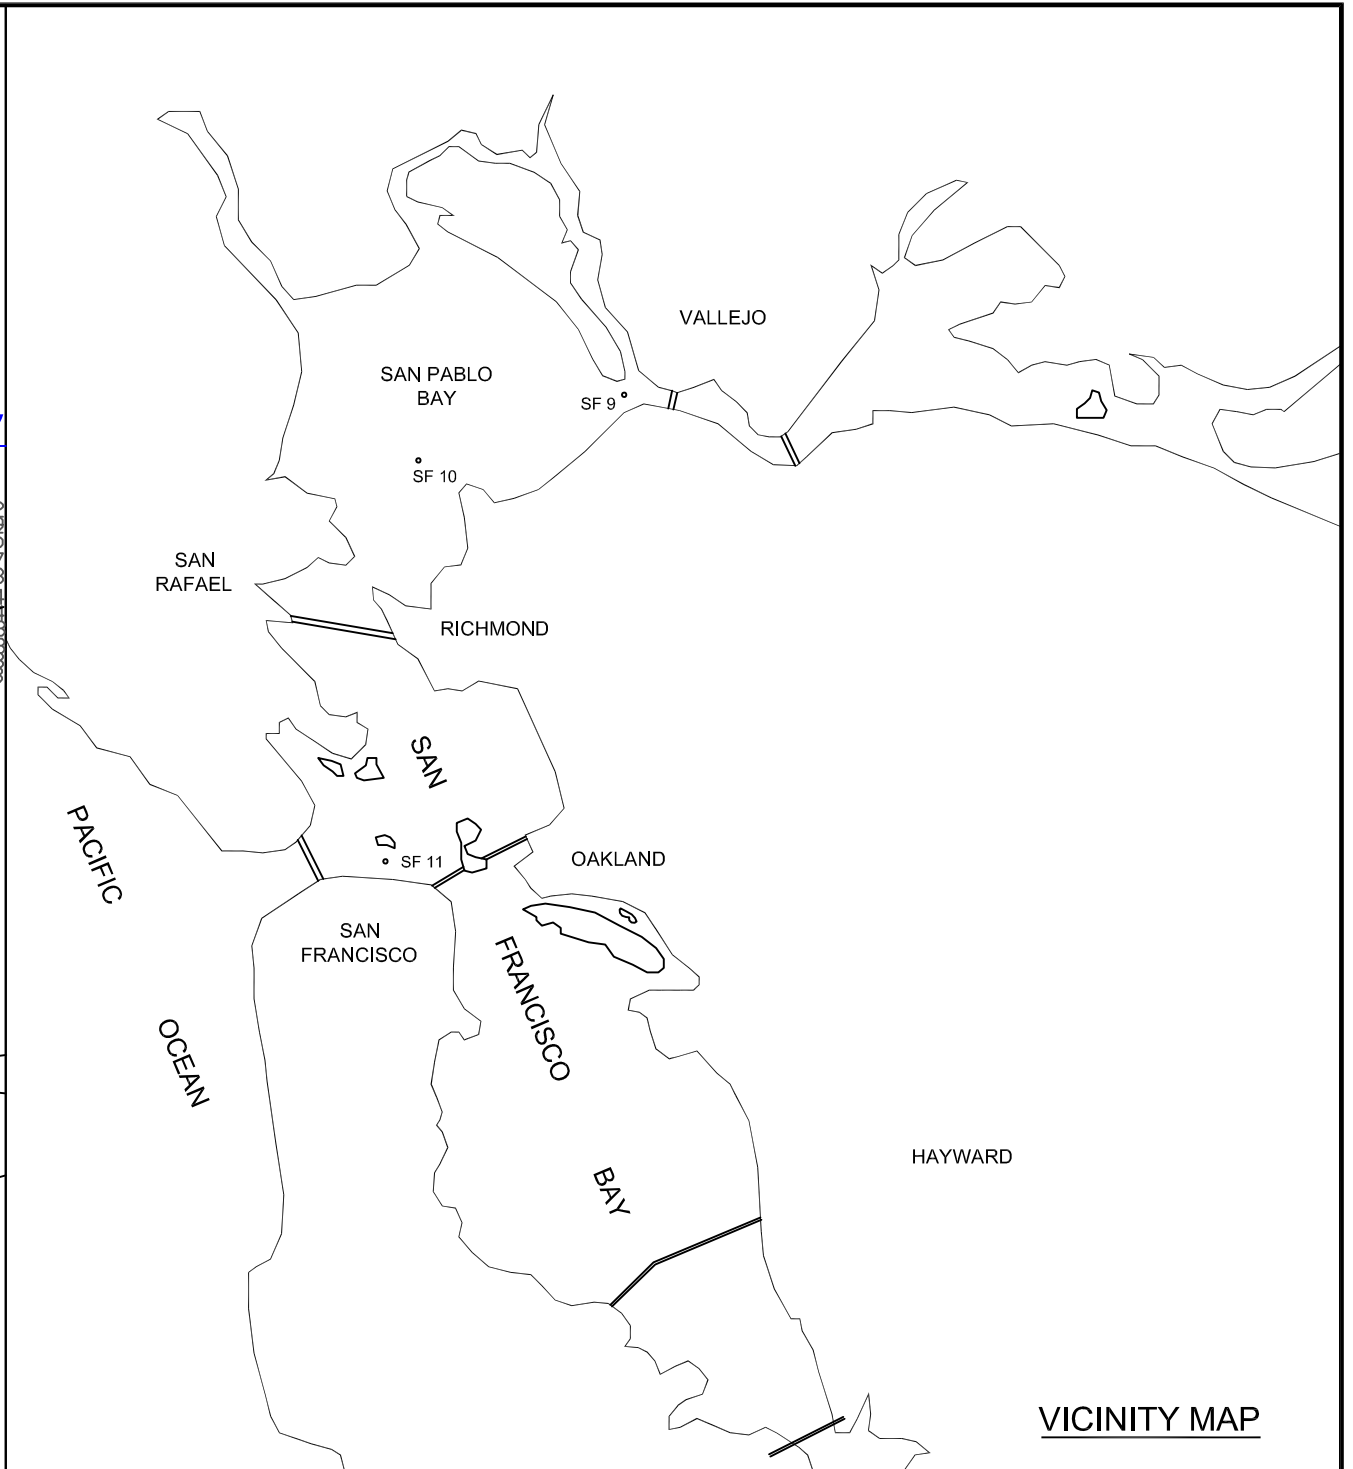 VALLEJO
SAN PABLO
BAY
SF 9
SF 10
SAN
RAFAEL
RICHMOND
SAN
PACIFIC
SF 11
OAKLAND
SAN
FRANCISCO
FRANCISCO
OCEAN
HAYWARD
BAY
VICINITY MAP